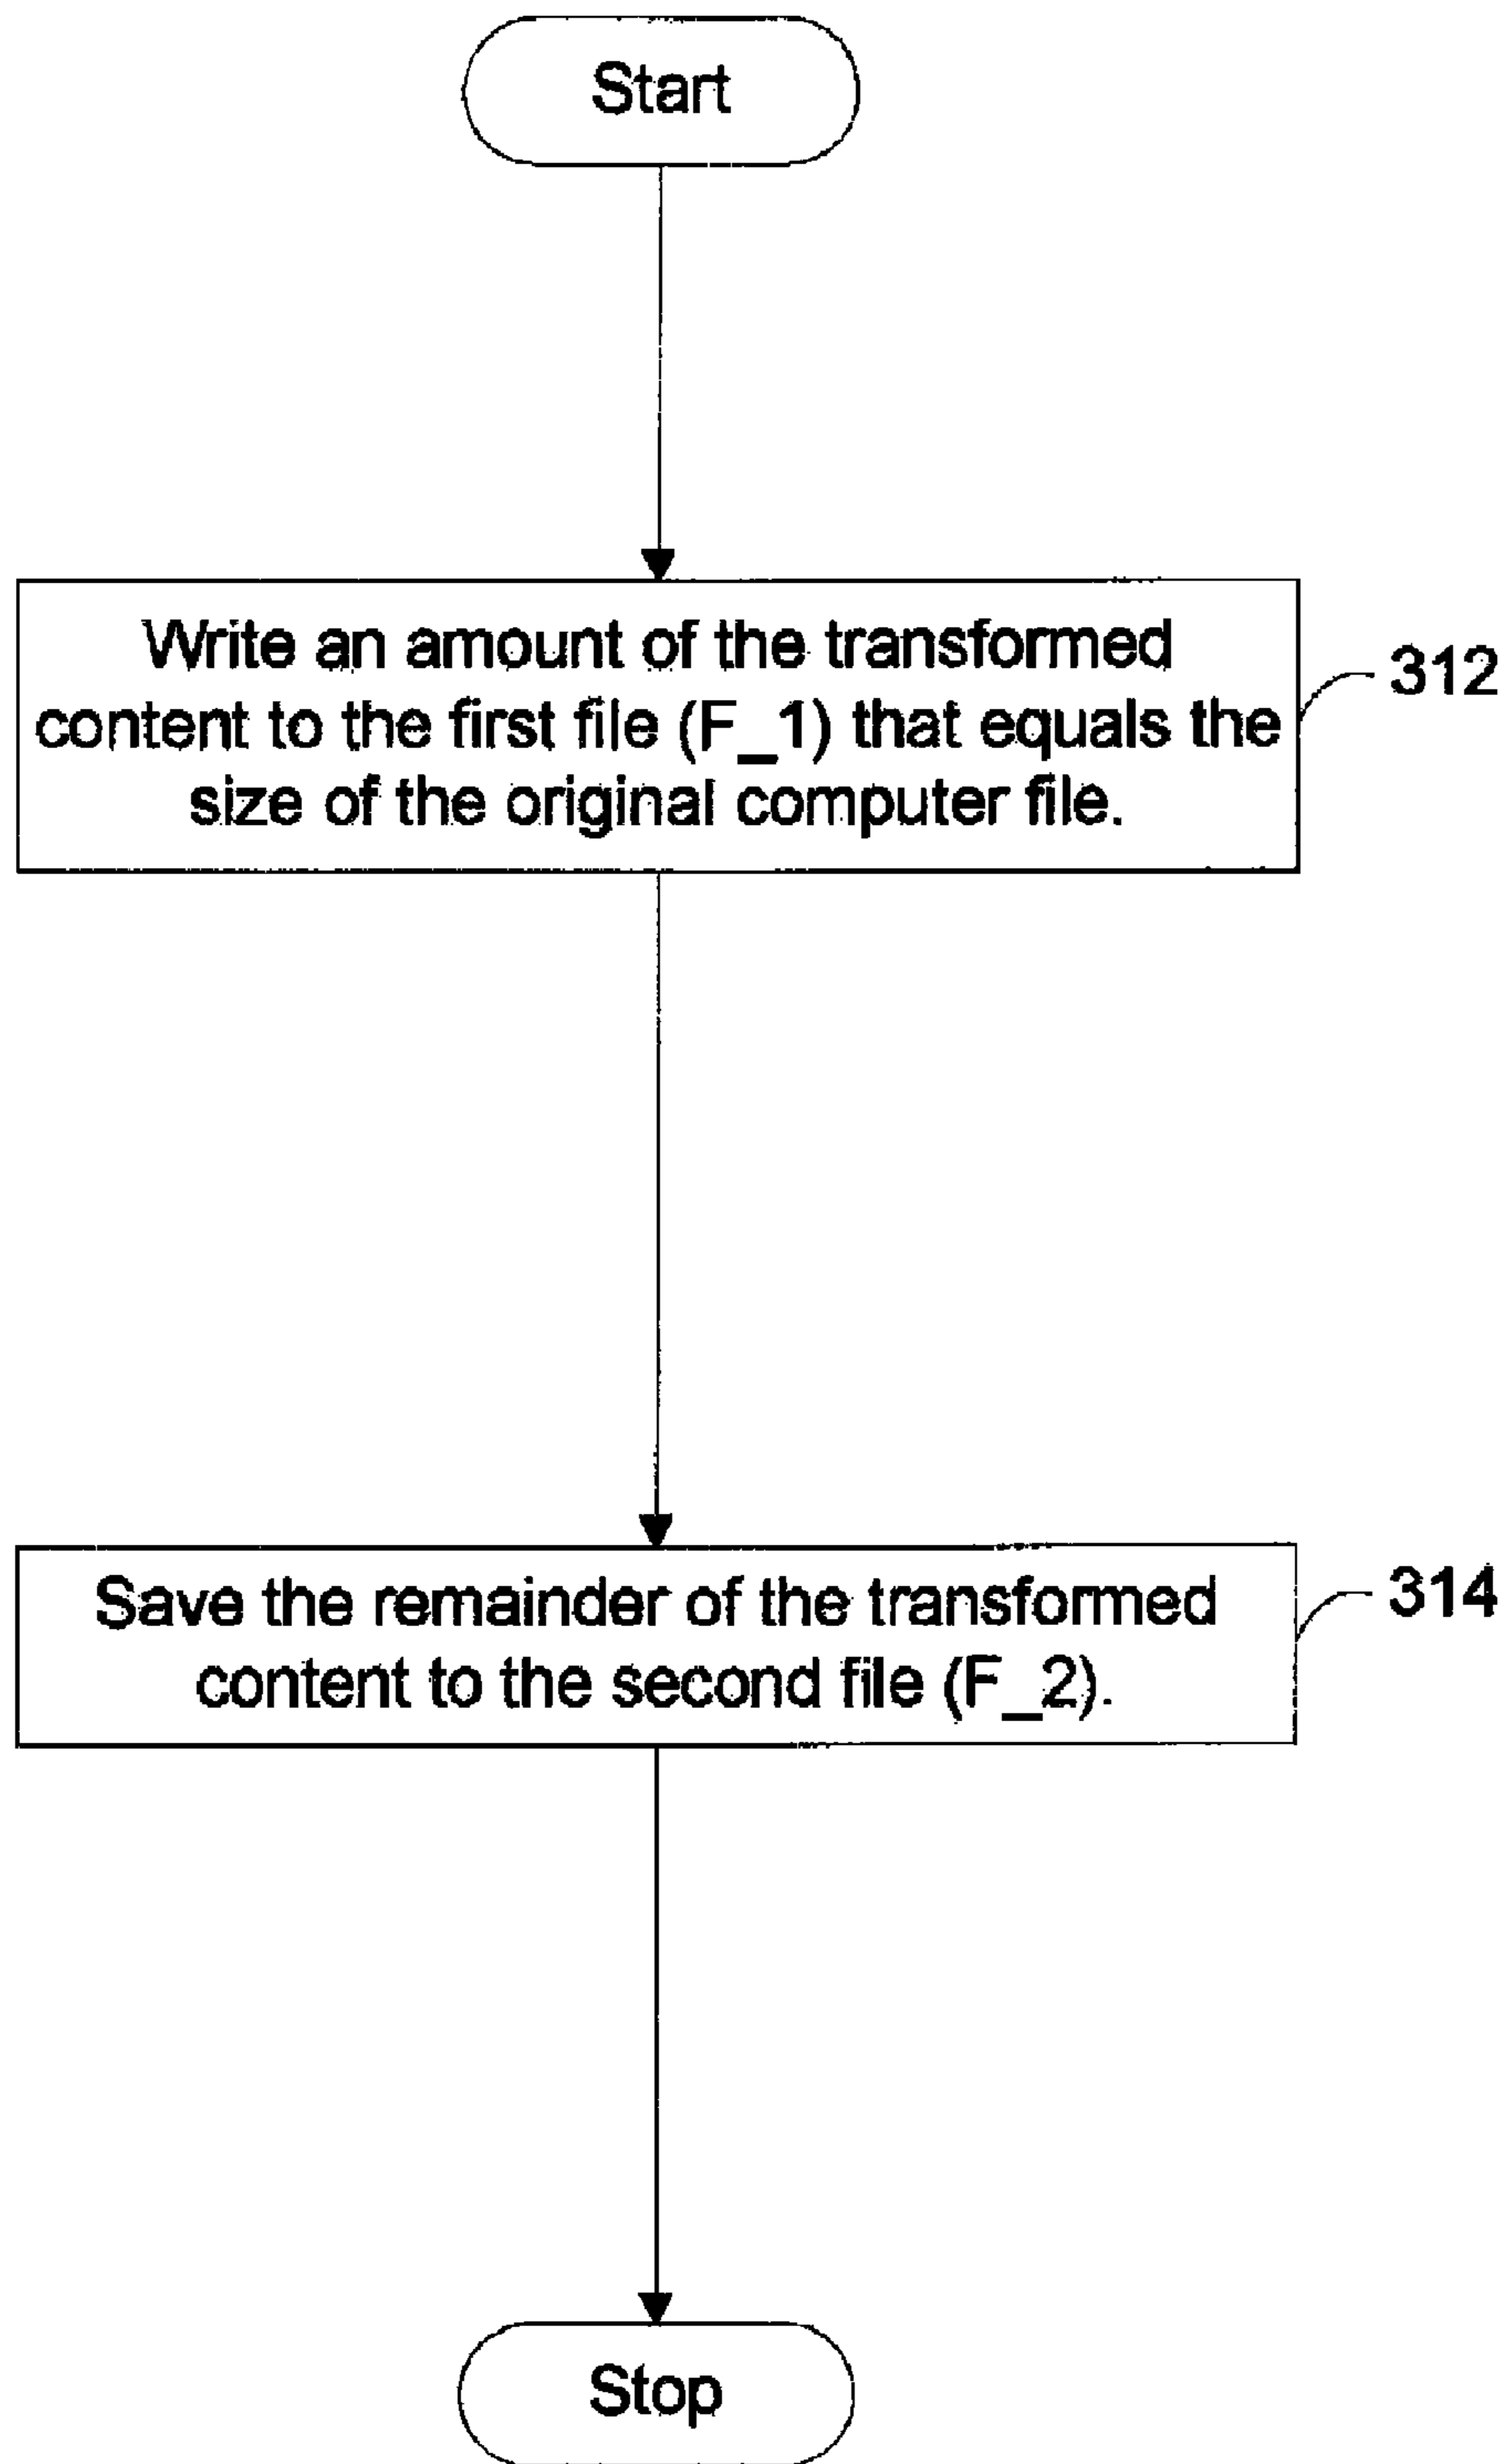 Start
Write an amount of the transformed
content to the first file (F_1) that equals the
size of the original computer file.
312
Save the remainder of the transformed
content to the second file (F_2).
314
Stop